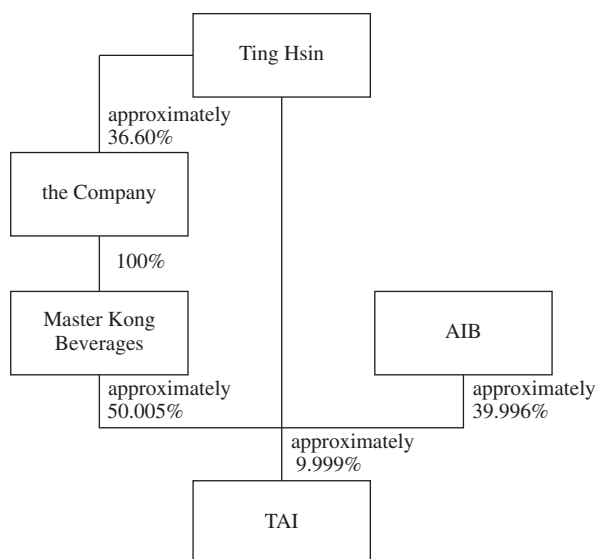 Ting Hsin
approximately
36.60%
the Company
100%
Master Kong
Beverages
AIB
approximately
50.005%
approximately
39.996%
approximately
9.999%
TAI